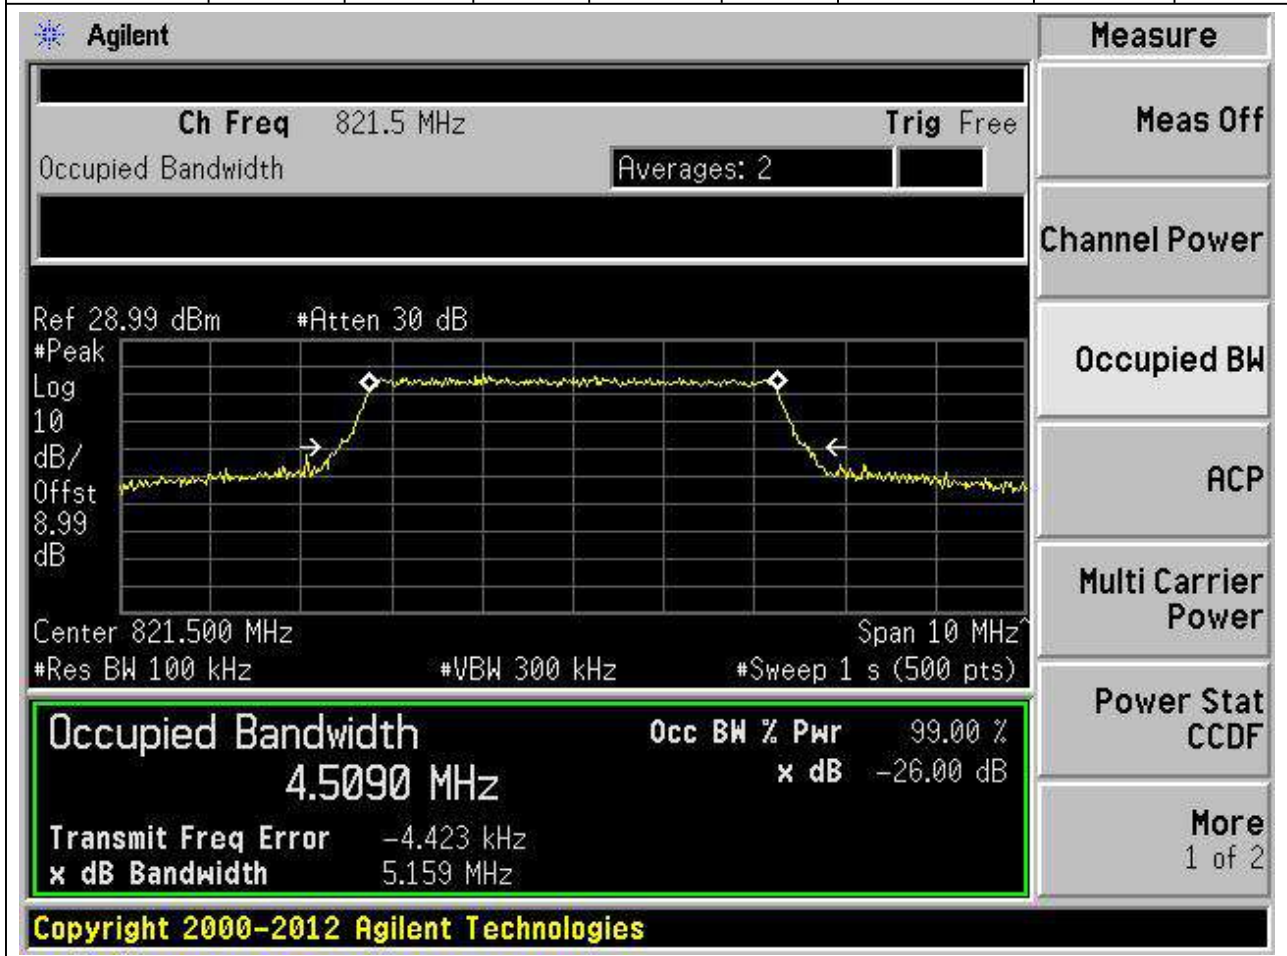 Agilent
Measure
Ch Freq 821.5 MHz Trig Free
Occupied Bandwidth Averages: 2
Meas Off
Channel Power
Occupied BW
ACP
Multi Carrier
Power
Power Stat
CCDF
More
1 of 2
Ref 28.99 dBm #Atten 30 dB
#Peak
Log
10
dB/
Offst
8.99
dB
Center 821.500 MHz Span 10 MHz^
#Res BW 100 kHz #VBW 300 kHz #Sweep 1 s (500 pts)
Occupied Bandwidth Occ BW % Pwr 99.00 %
4.5090 MHz x dB -26.00 dB
Transmit Freq Error -4.423 kHz
x dB Bandwidth 5.159 MHz
Copyright 2000-2012 Agilent Technologies